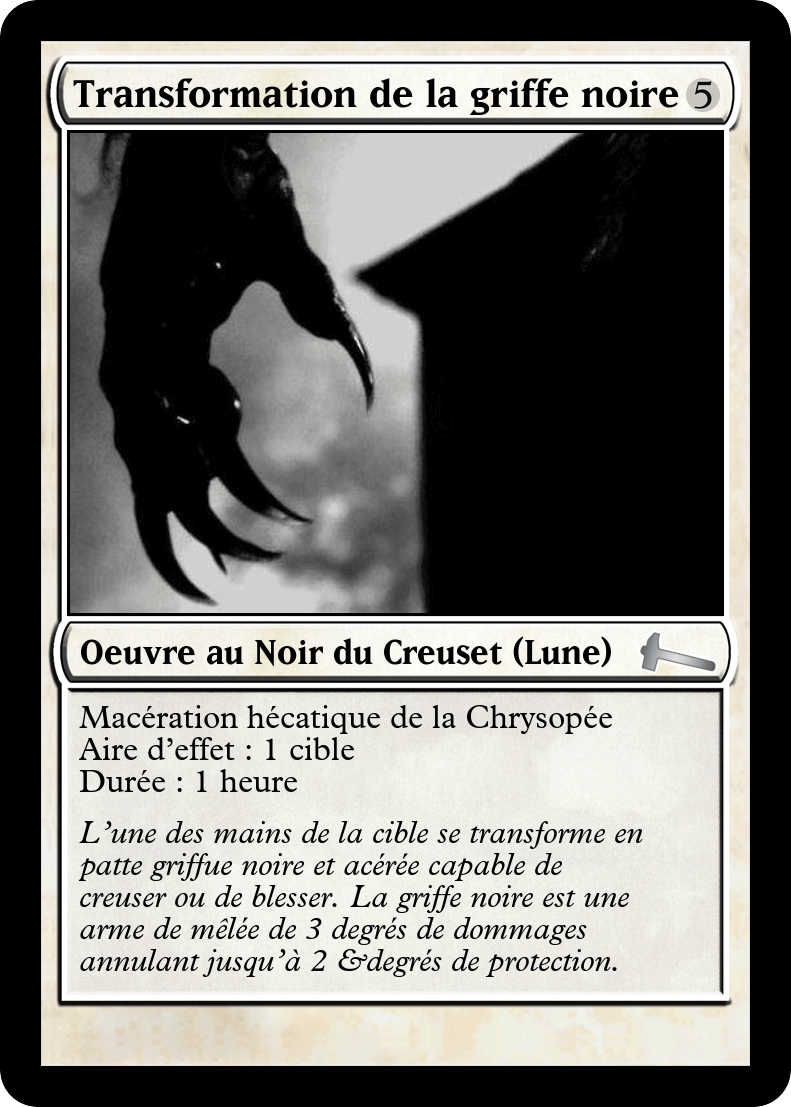 Transformation de la griffe noire 5
Oeuvre au Noir du Creuset (Lune)
Macération hécatique de la Chrysopée
Aire d'effet : 1 cible
Durée : 1 heure
L'une des mains de la cible se transforme en
patte griffue noire et acérée capable de
creuser ou de blesser. La griffe noire est une
arme de mêlée de 3 degrés de dommages
annulant jusqu'à 2 &degrés de protection.